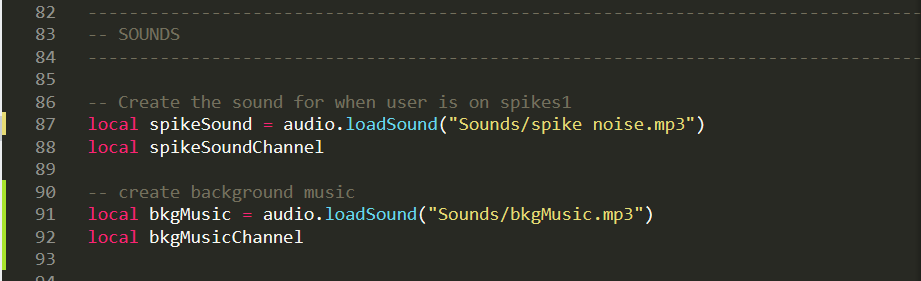 82 --------------------------------------------------------------------------------
83 -- SOUNDS
84 --------------------------------------------------------------------------------
85
86 -- Create the sound for when user is on spikes1
87 local spikeSound = audio.loadSound("Sounds/spike noise.mp3")
88 local spikeSoundChannel
89
90 -- create background music
91 local bkgMusic = audio.loadSound("Sounds/bkgMusic.mp3")
92 local bkgMusicChannel
93
94